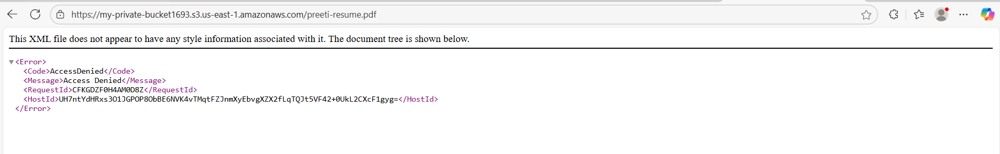 https://my-private-bucket1693.s3.us-east-1.amazonaws.com/preeti-resume.pdf
This XML file does not appear to have any style information associated with it. The document tree is shown below.
<Error>
<Code>AccessDenied</Code>
<Message>Access Denied</Message>
<RequestId>CFKGDZF0H4AM0D8Z</RequestId>
<HostId>UH7ntYdHRxs3O1JGPOP8ObBE6NVK4vTMqtFZJnmXyEbvgXZX2fLqTQJt5VF42+0UkL2CXcF1gyg=</HostId>
</Error>